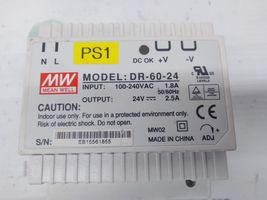 N L
PS1
DC OK +V -V
MW
MEAN WELL
MODEL: DR-60-24
INPUT: 100-240VAC 1.8A
50/60Hz
OUTPUT: 24V 2.5A
CAUTION:
Indoor use only. For use in a protected environment only.
Risk of electric shock. Do not open.
MW02
S/N: EB15561865
MADE IN CHINA
ADJ